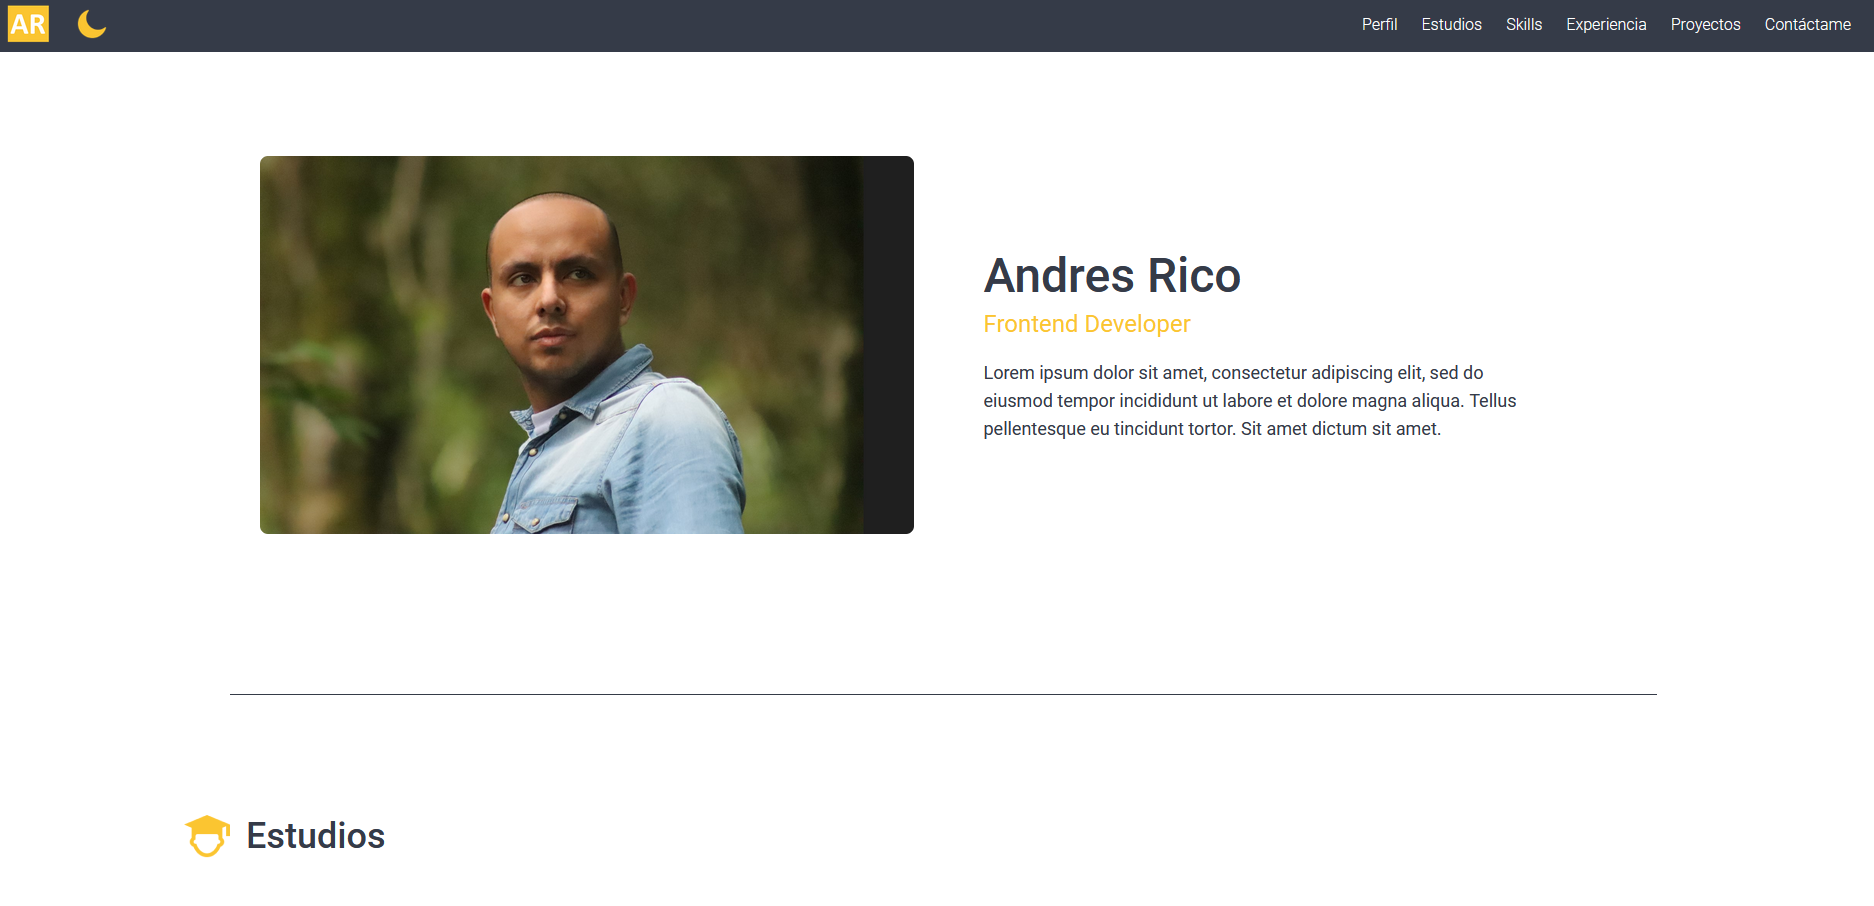 AR
Perfil Estudios Skills Experiencia Proyectos Contáctame
Andres Rico
Frontend Developer
Lorem ipsum dolor sit amet, consectetur adipiscing elit, sed do
eiusmod tempor incididunt ut labore et dolore magna aliqua. Tellus
pellentesque eu tincidunt tortor. Sit amet dictum sit amet.
Estudios